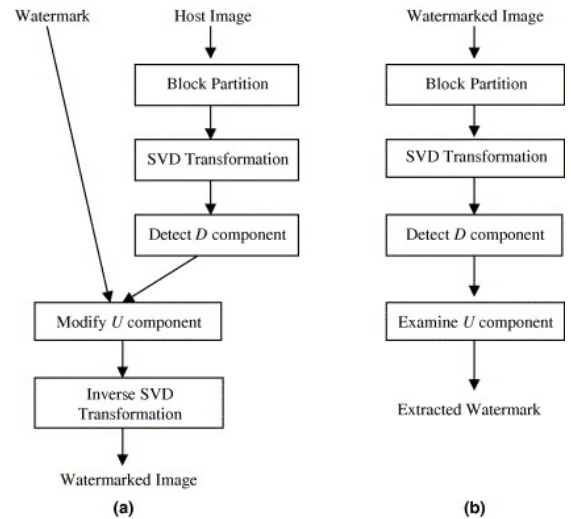 Watermark
Host Image
Block Partition
SVD Transformation
Detect D component
Modify U component
Inverse SVD
Transformation
Watermarked Image
(a)
Watermarked Image
Block Partition
SVD Transformation
Detect D component
Examine U component
Extracted Watermark
(b)